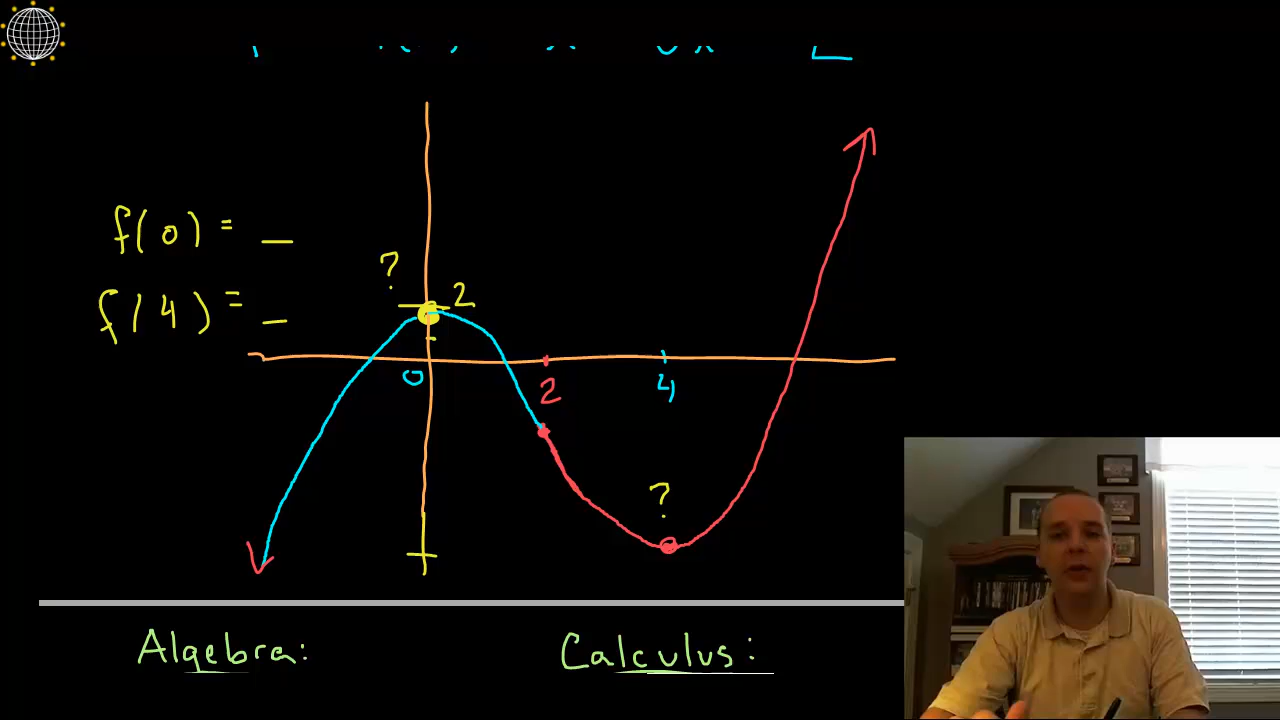 f(0) = _
f(4) = _
?
2
0
2
4
?
Algebra:
Calculus: